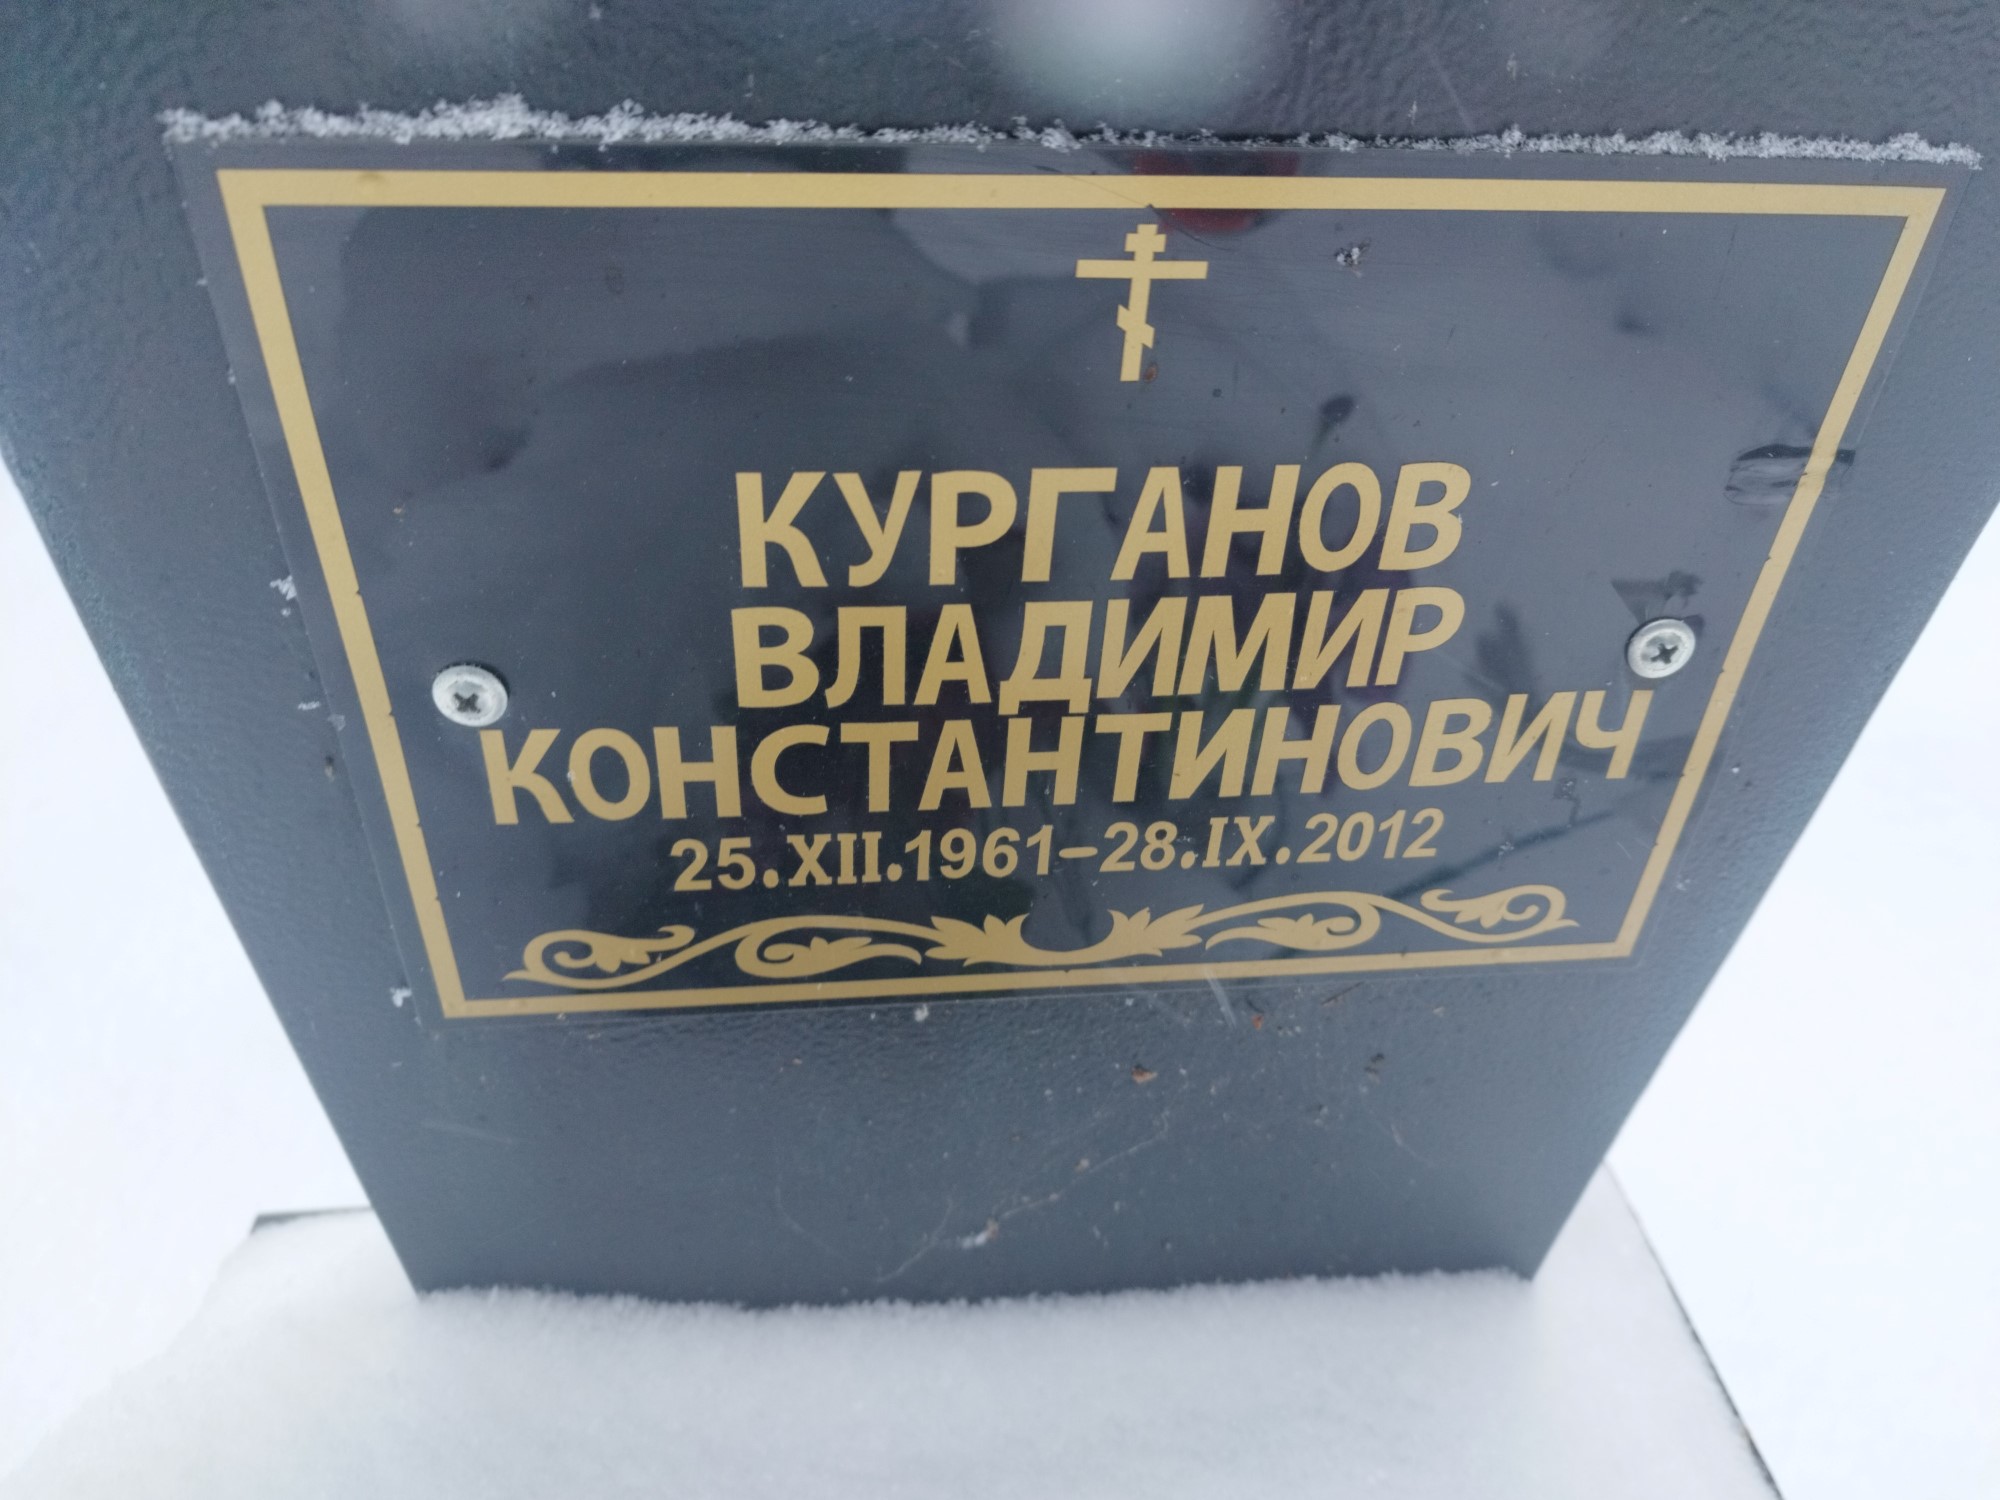 КУРГАНОВ
ВЛАДИМИР
КОНСТАНТИНОВИЧ
25.XII.1961–28.IX.2012